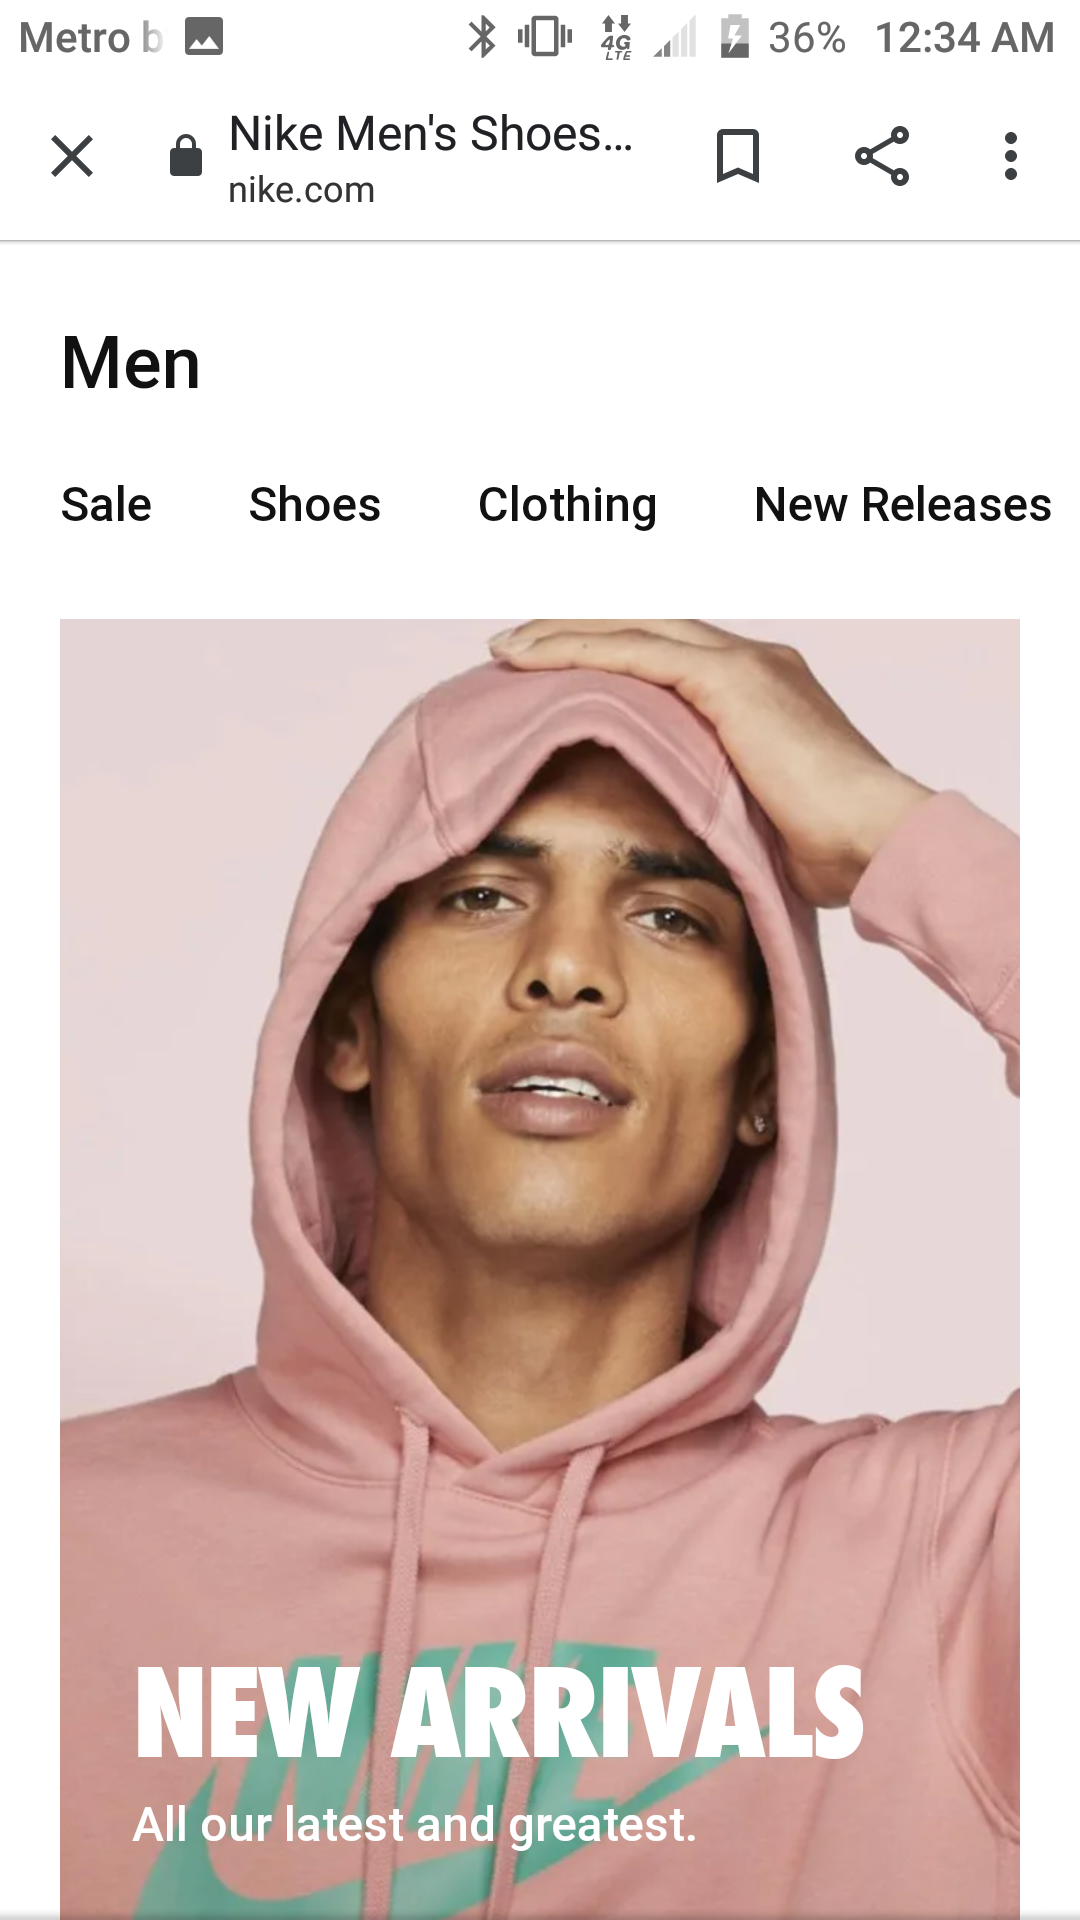 Metro b 4G LTE 36% 12:34 AM
Nike Men's Shoes...
nike.com
Men
Sale Shoes Clothing New Releases
NIKE
NEW ARRIVALS
All our latest and greatest.